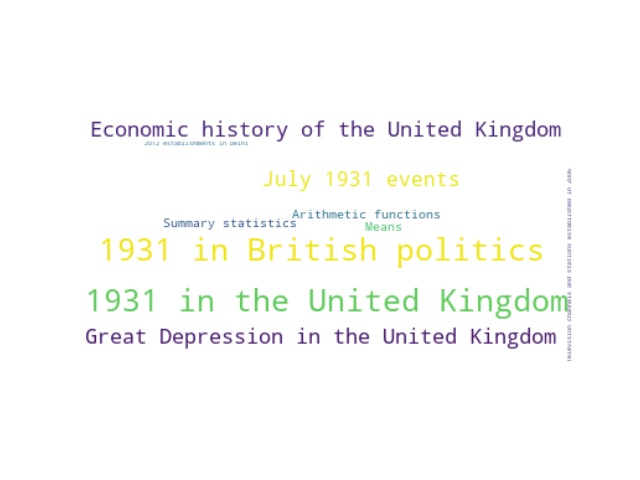 Economic history of the United Kingdom
2012 establishments in Delhi
July 1931 events
Arithmetic functions
Summary statistics
Means
1931 in British politics
1931 in the United Kingdom
Great Depression in the United Kingdom